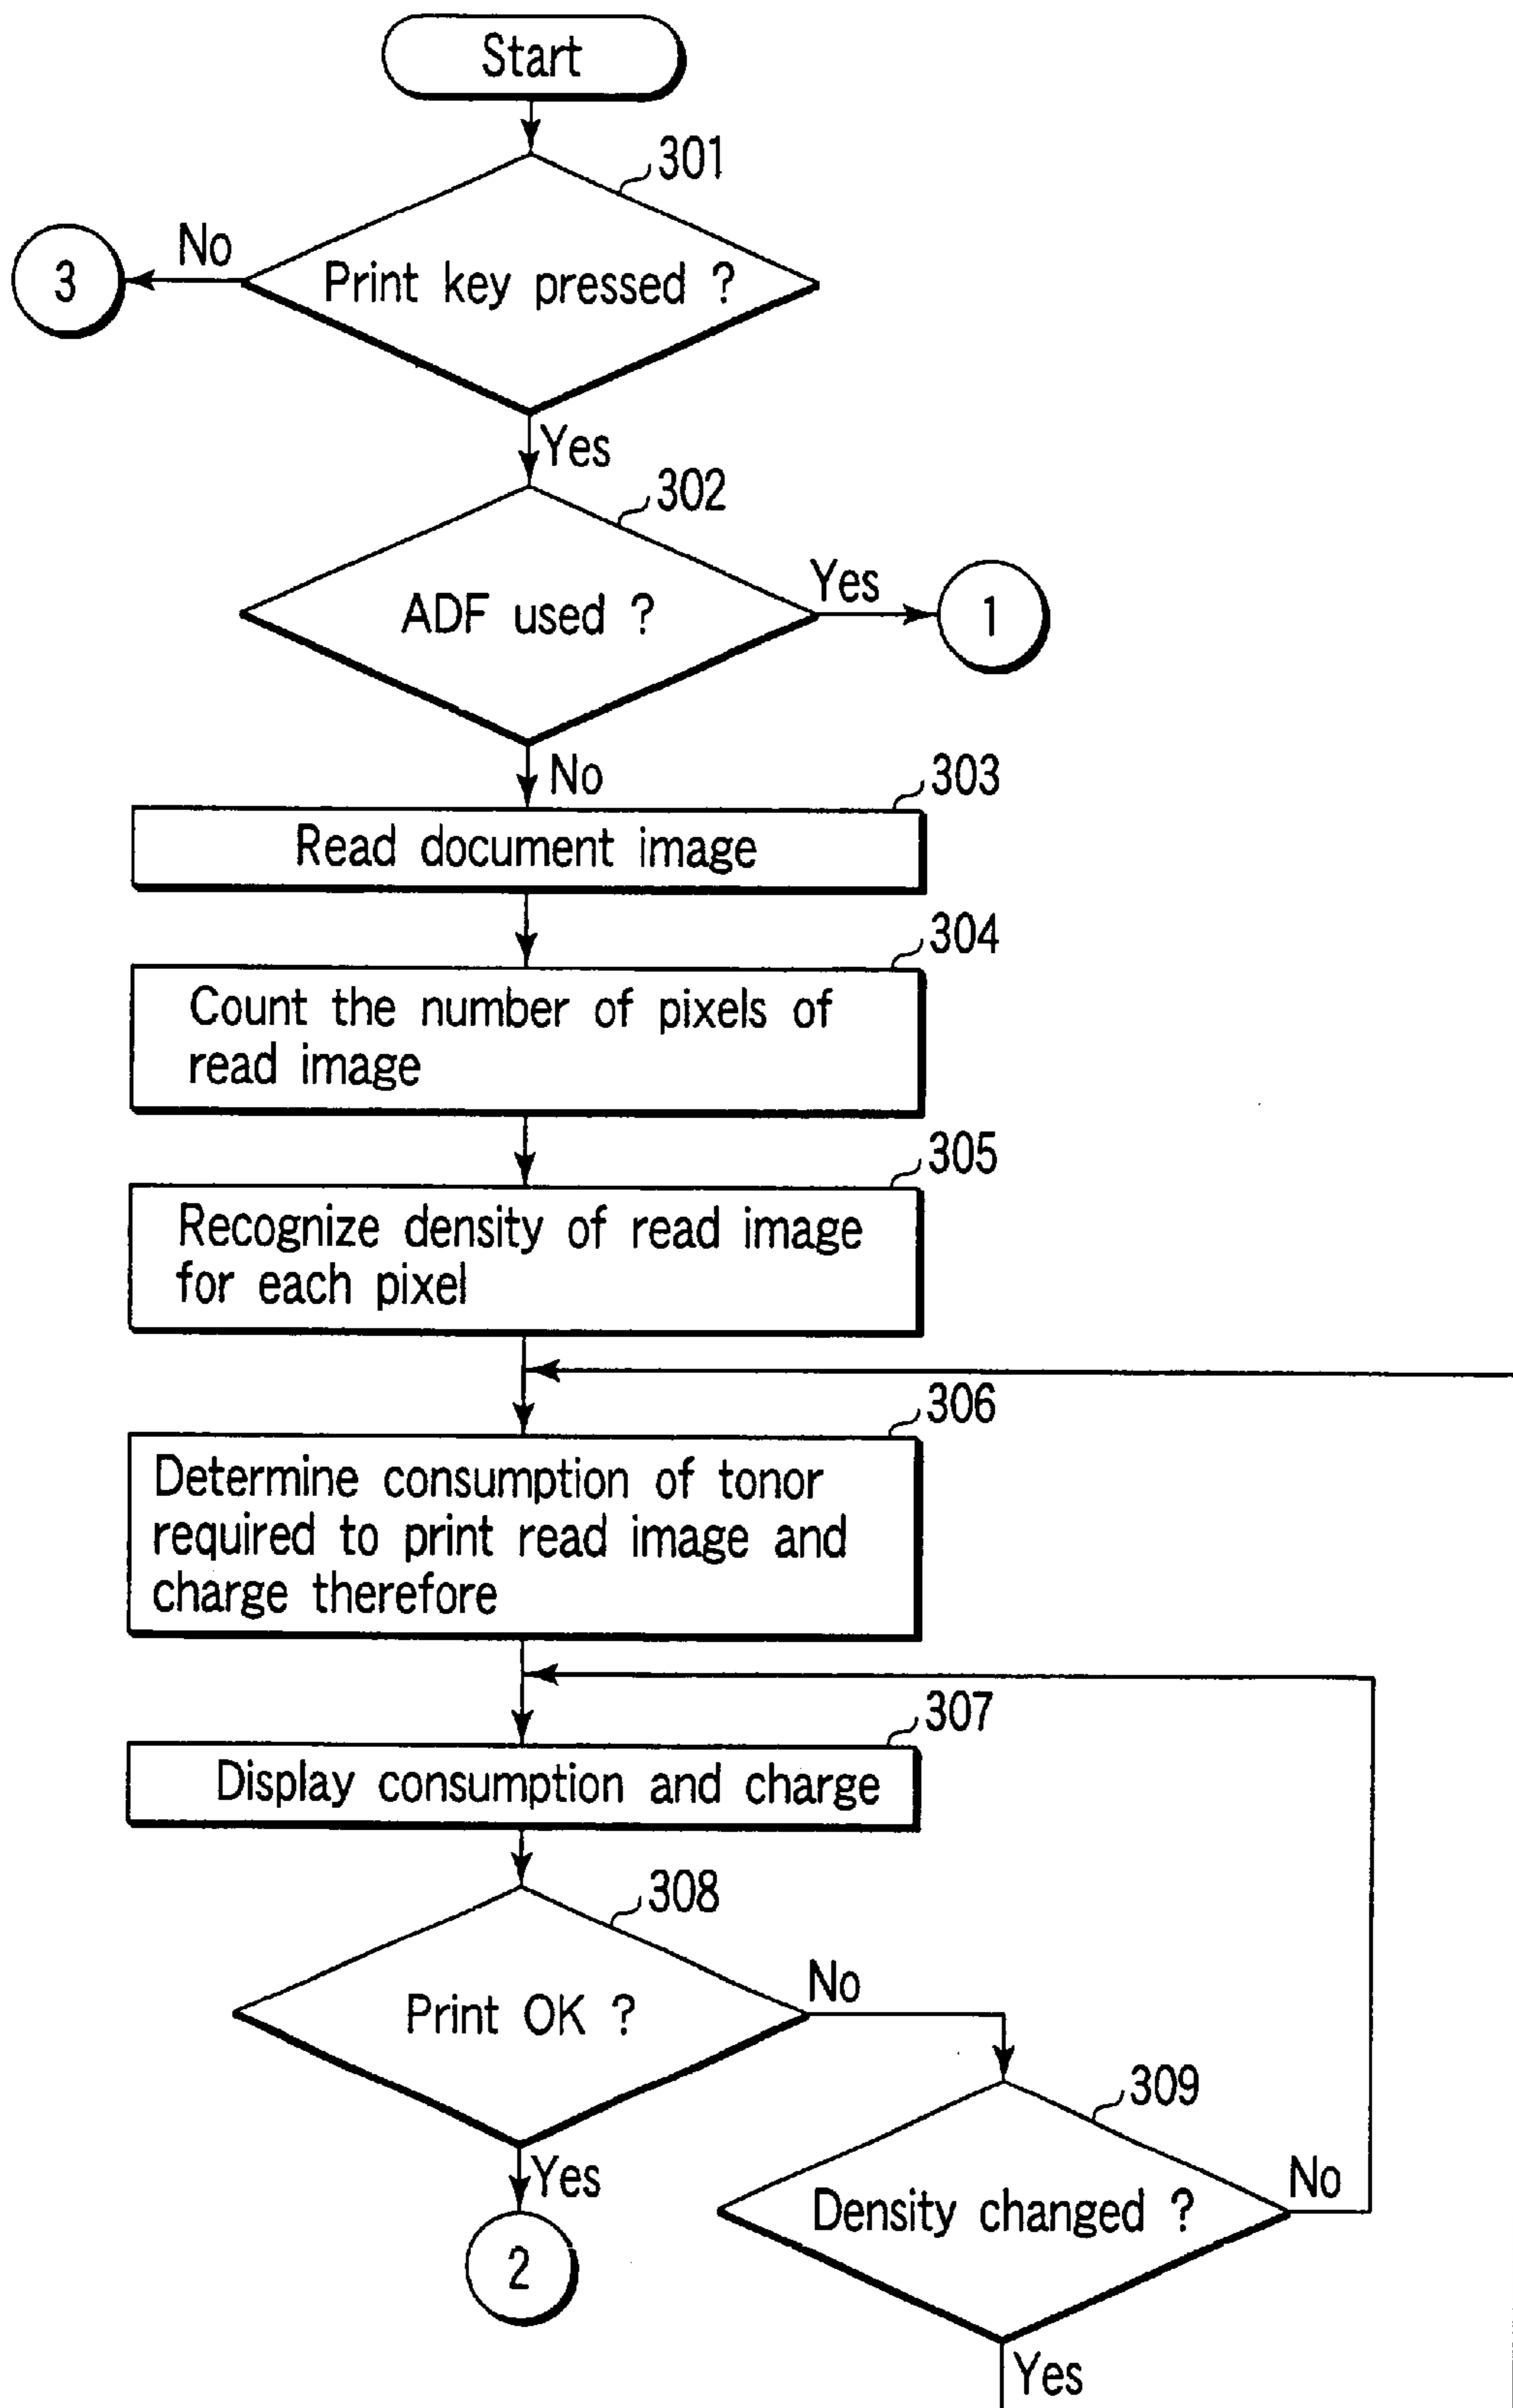 Start
301
No
3
Print key pressed ?
Yes
302
ADF used ?
Yes
1
No
303
Read document image
304
Count the number of pixels of
read image
305
Recognize density of read image
for each pixel
306
Determine consumption of tonor
required to print read image and
charge therefore
307
Display consumption and charge
308
Print OK ?
No
309
Yes
Density changed ?
No
2
Yes